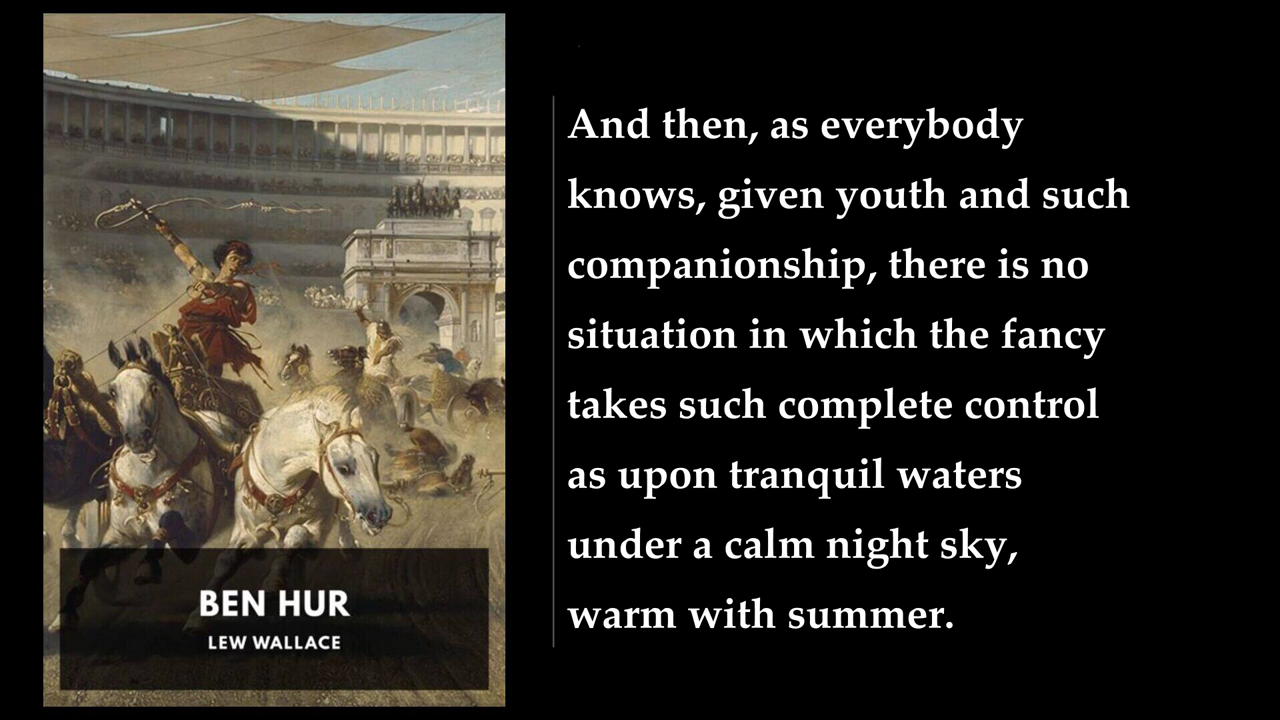 BEN HUR
LEW WALLACE
And then, as everybody
knows, given youth and such
companionship, there is no
situation in which the fancy
takes such complete control
as upon tranquil waters
under a calm night sky,
warm with summer.